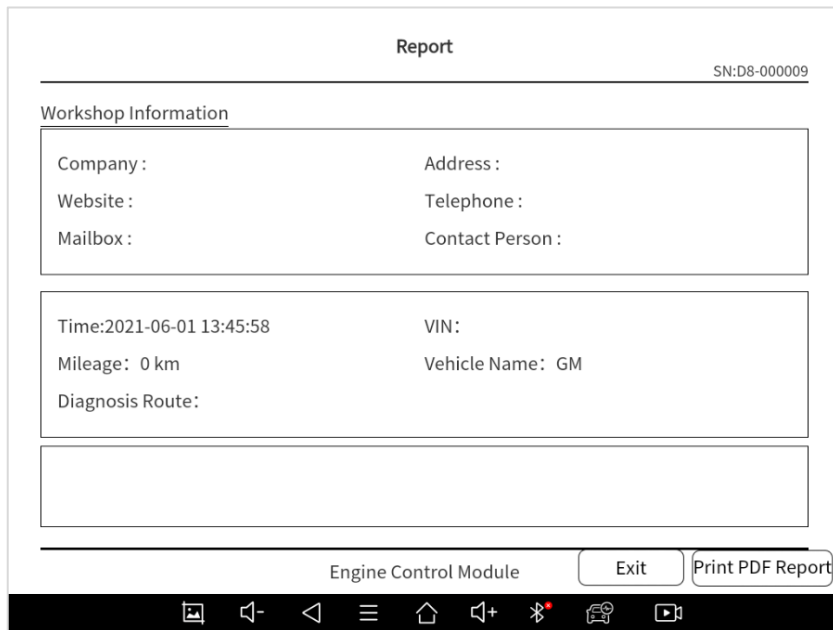 Report
SN:D8-000009
Workshop Information
Company :
Address :
Website :
Telephone :
Mailbox :
Contact Person :
Time:2021-06-01 13:45:58
VIN：
Mileage：0 km
Vehicle Name：GM
Diagnosis Route：
Engine Control Module
Exit
Print PDF Report